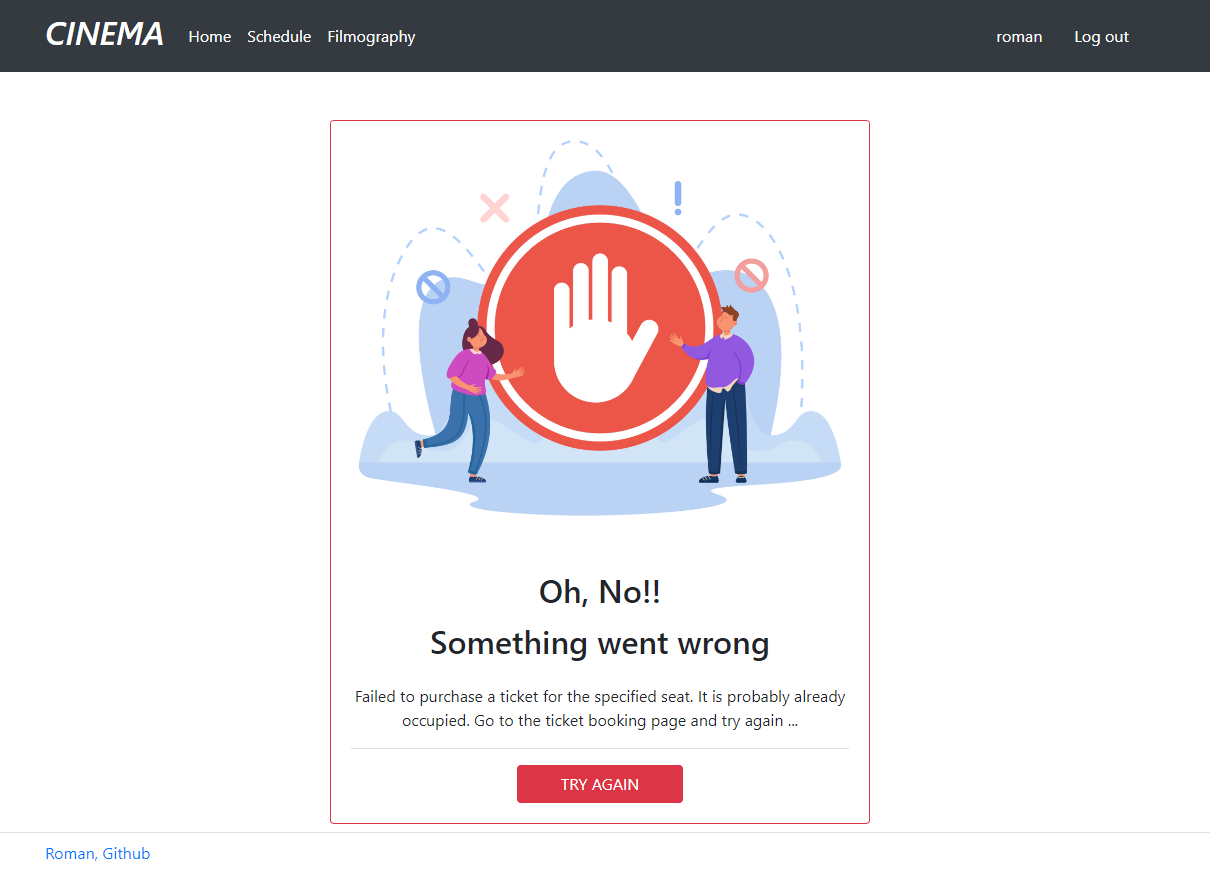 CINEMA Home Schedule Filmography roman Log out
Oh, No!!
Something went wrong
Failed to purchase a ticket for the specified seat. It is probably already
occupied. Go to the ticket booking page and try again ...
TRY AGAIN
Roman, Github